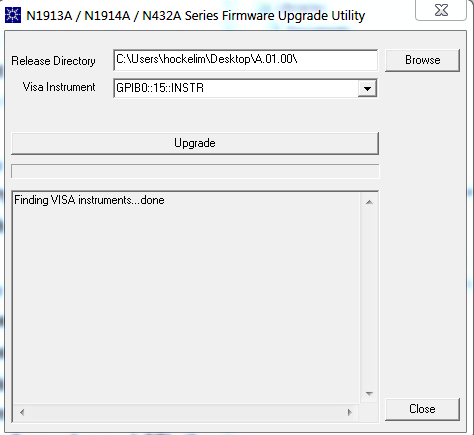 N1913A / N1914A / N432A Series Firmware Upgrade Utility
Release Directory C:\Users\hockelim\Desktop\A.01.00\ Browse
Visa Instrument GPIB0::15::INSTR
Upgrade
Finding VISA instruments...done
Close